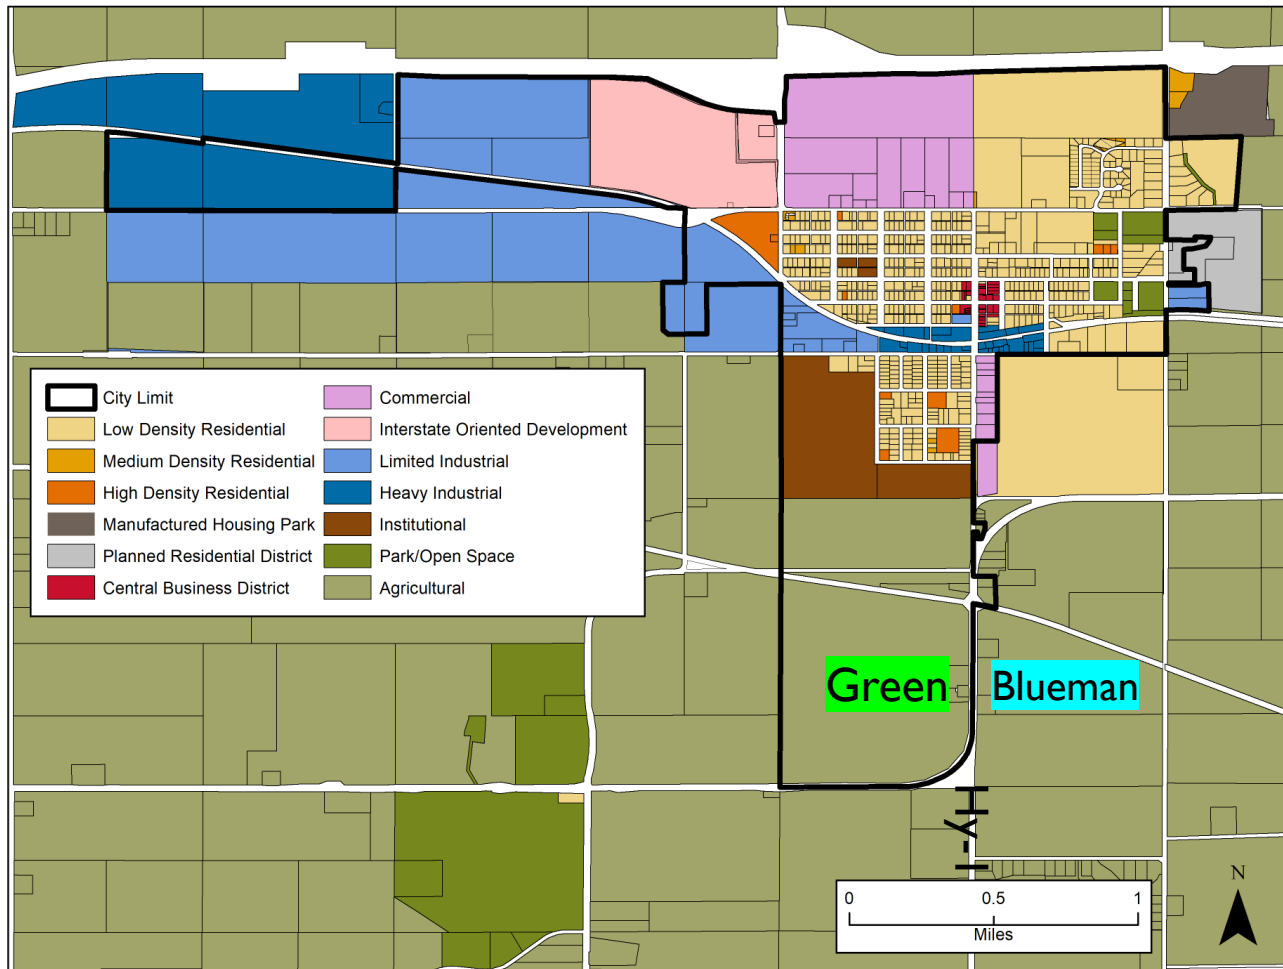 City Limit
Low Density Residential
Medium Density Residential
High Density Residential
Manufactured Housing Park
Planned Residential District
Central Business District
Commercial
Interstate Oriented Development
Limited Industrial
Heavy Industrial
Institutional
Park/Open Space
Agricultural
Green
Blueman
Hy-I
N
0 0.5 1
Miles